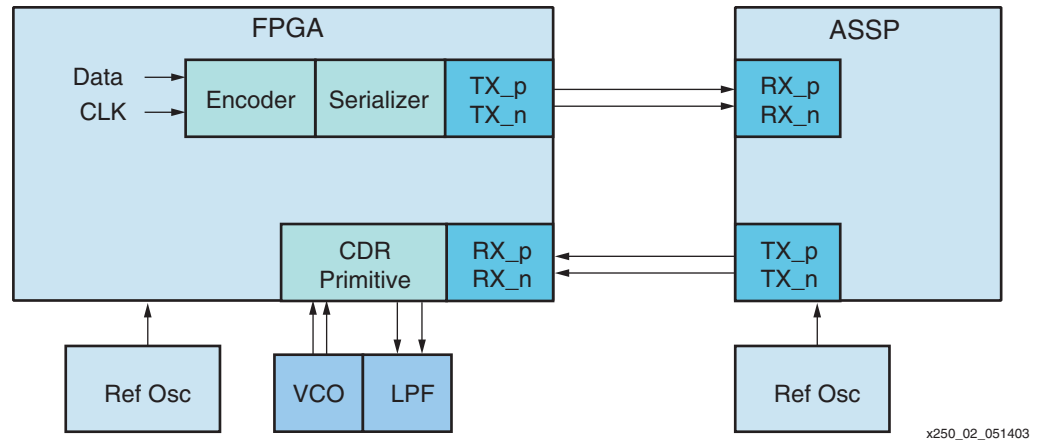 FPGA
ASSP
Data
CLK
Encoder
Serializer
TX_p
TX_n
RX_p
RX_n
CDR
Primitive
RX_p
RX_n
TX_p
TX_n
Ref Osc
VCO
LPF
Ref Osc
x250_02_051403